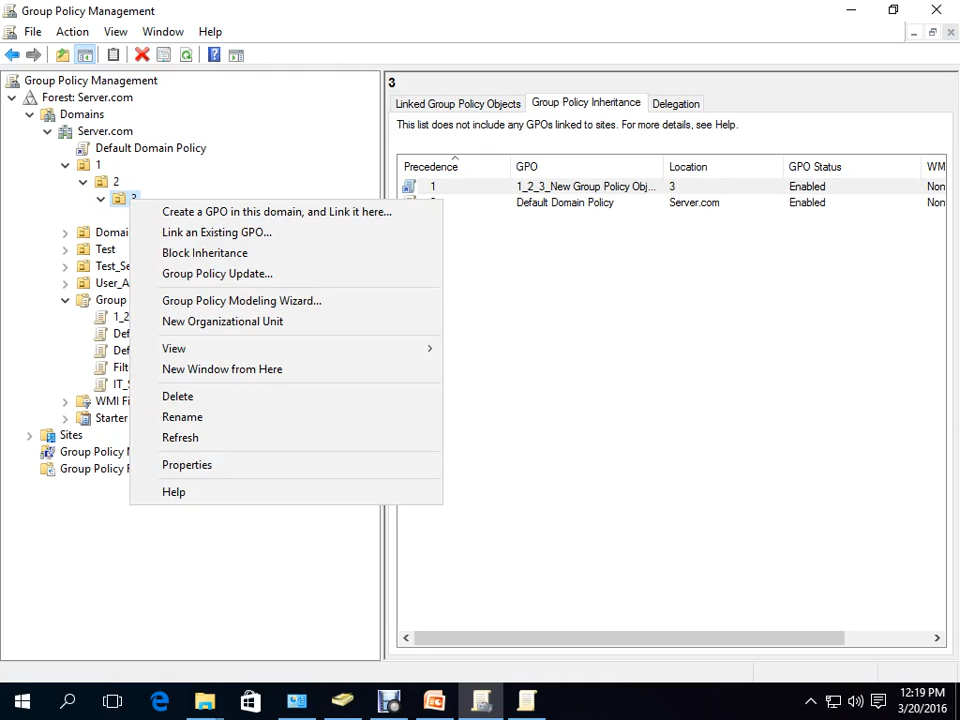 Group Policy Management
File Action View Window Help
Group Policy Management
Forest: Server.com
Domains
Server.com
Default Domain Policy
1
2
3
Domai
Test
Test_Se
User_A
Group
1_2
Def
Def
Filt
IT_S
WMI Fi
Starter
Sites
Group Policy M
Group Policy R
Create a GPO in this domain, and Link it here...
Link an Existing GPO...
Block Inheritance
Group Policy Update...
Group Policy Modeling Wizard...
New Organizational Unit
View
New Window from Here
Delete
Rename
Refresh
Properties
Help
3
Linked Group Policy Objects Group Policy Inheritance Delegation
This list does not include any GPOs linked to sites. For more details, see Help.
Precedence GPO Location GPO Status WM
1 1_2_3_New Group Policy Obj... 3 Enabled Non
Default Domain Policy Server.com Enabled Non
12:19 PM
3/20/2016